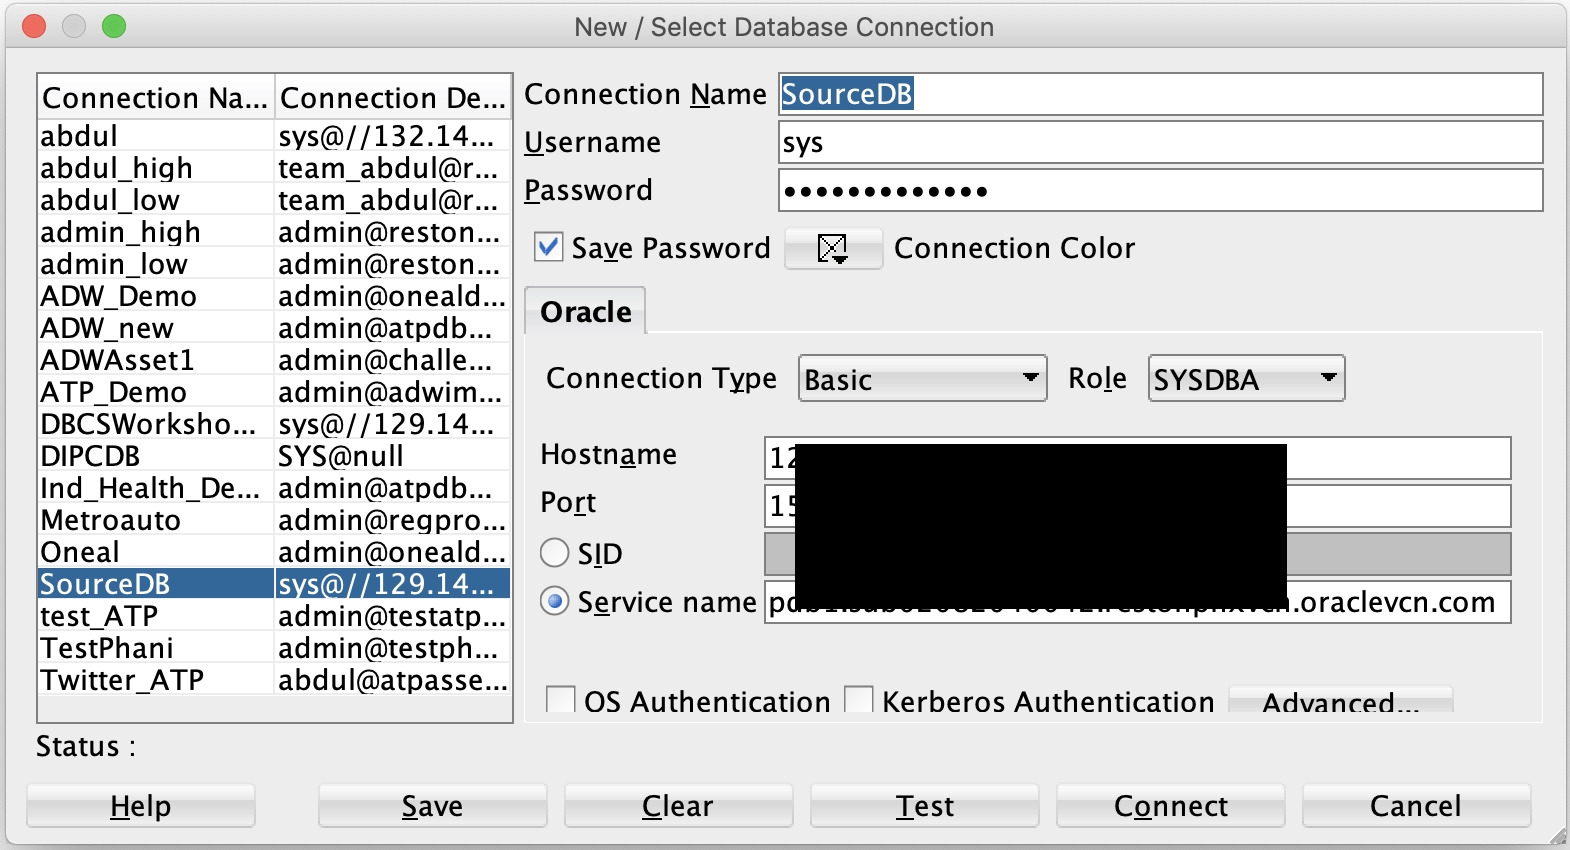 New / Select Database Connection
Connection Na... Connection De...
abdul sys@//132.14...
abdul_high team_abdul@r...
abdul_low team_abdul@r...
admin_high admin@reston...
admin_low admin@reston...
ADW_Demo admin@oneald...
ADW_new admin@atpdb...
ADWAsset1 admin@challe...
ATP_Demo admin@adwim...
DBCSWorksho... sys@//129.14...
DIPCDB SYS@null
Ind_Health_De... admin@atpdb...
Metroauto admin@regpro...
Oneal admin@oneald...
SourceDB sys@//129.14...
test_ATP admin@testatp...
TestPhani admin@testph...
Twitter_ATP abdul@atpasse...
Connection Name SourceDB
Username sys
Password •••••••••••••
Save Password Connection Color
Oracle
Connection Type Basic Role SYSDBA
Hostname
Port
SID
Service name .oraclevcn.com
OS Authentication Kerberos Authentication Advanced...
Status :
Help Save Clear Test Connect Cancel